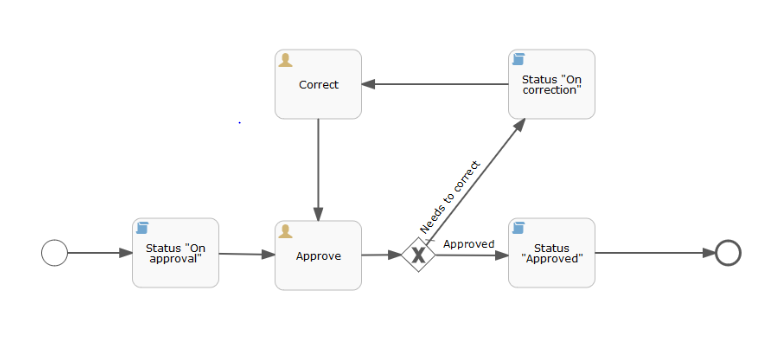 Correct
Status "On
correction"
Needs to correct
Status "On
approval"
Approve
Approved
Status
"Approved"